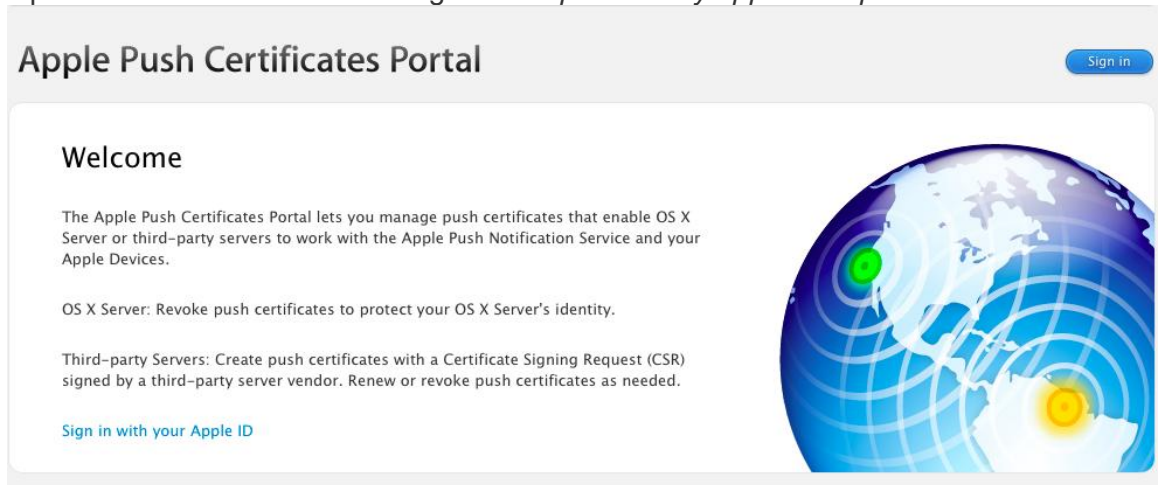 Apple Push Certificates Portal
Sign in
Welcome
The Apple Push Certificates Portal lets you manage push certificates that enable OS X
Server or third-party servers to work with the Apple Push Notification Service and your
Apple Devices.
OS X Server: Revoke push certificates to protect your OS X Server's identity.
Third-party Servers: Create push certificates with a Certificate Signing Request (CSR)
signed by a third-party server vendor. Renew or revoke push certificates as needed.
Sign in with your Apple ID